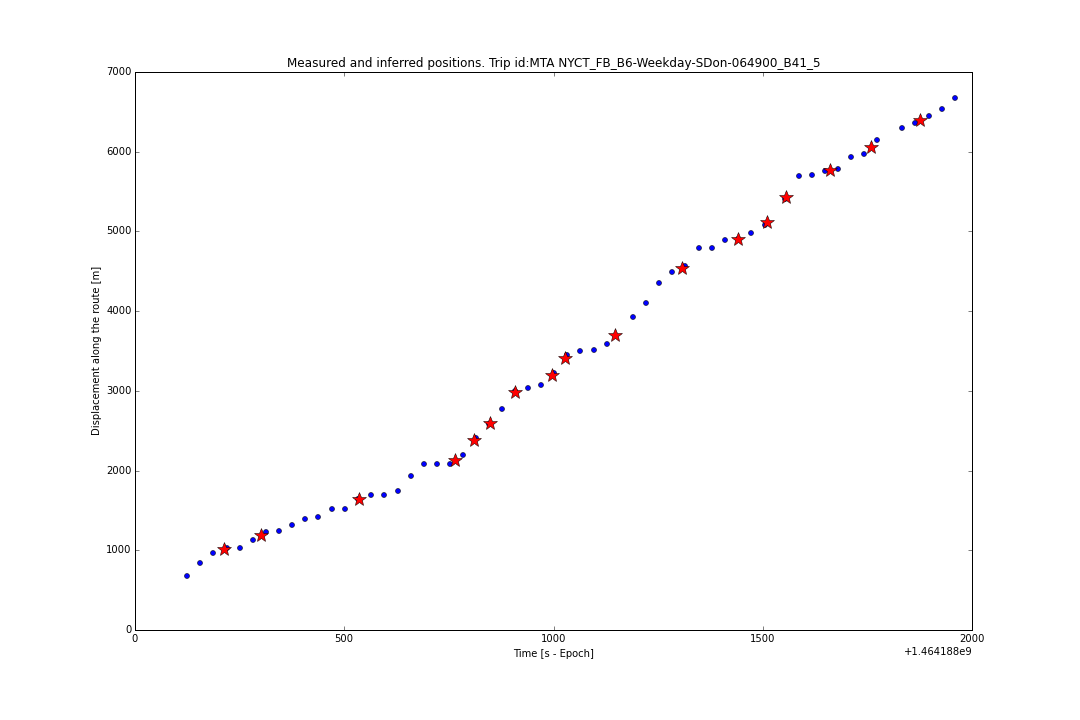 Measured and inferred positions. Trip id:MTA NYCT_FB_B6-Weekday-SDon-064900_B41_5
7000
6000
5000
4000
3000
2000
1000
0
Displacement along the route [m]
0 500 1000 1500 2000
Time [s - Epoch]
+1.464188e9